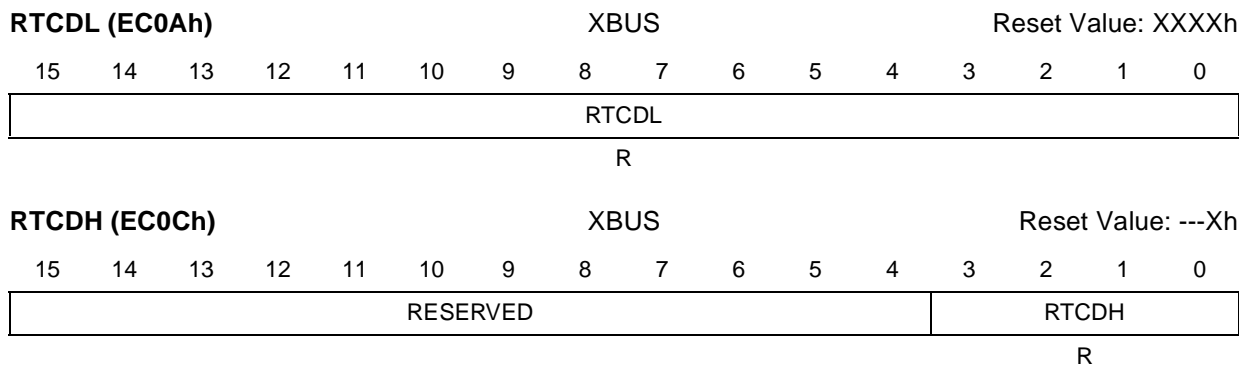 RTCDL (EC0Ah) XBUS Reset Value: XXXXh
15 14 13 12 11 10 9 8 7 6 5 4 3 2 1 0
RTCDL
R
RTCDH (EC0Ch) XBUS Reset Value: ---Xh
15 14 13 12 11 10 9 8 7 6 5 4 3 2 1 0
RESERVED RTCDH
R